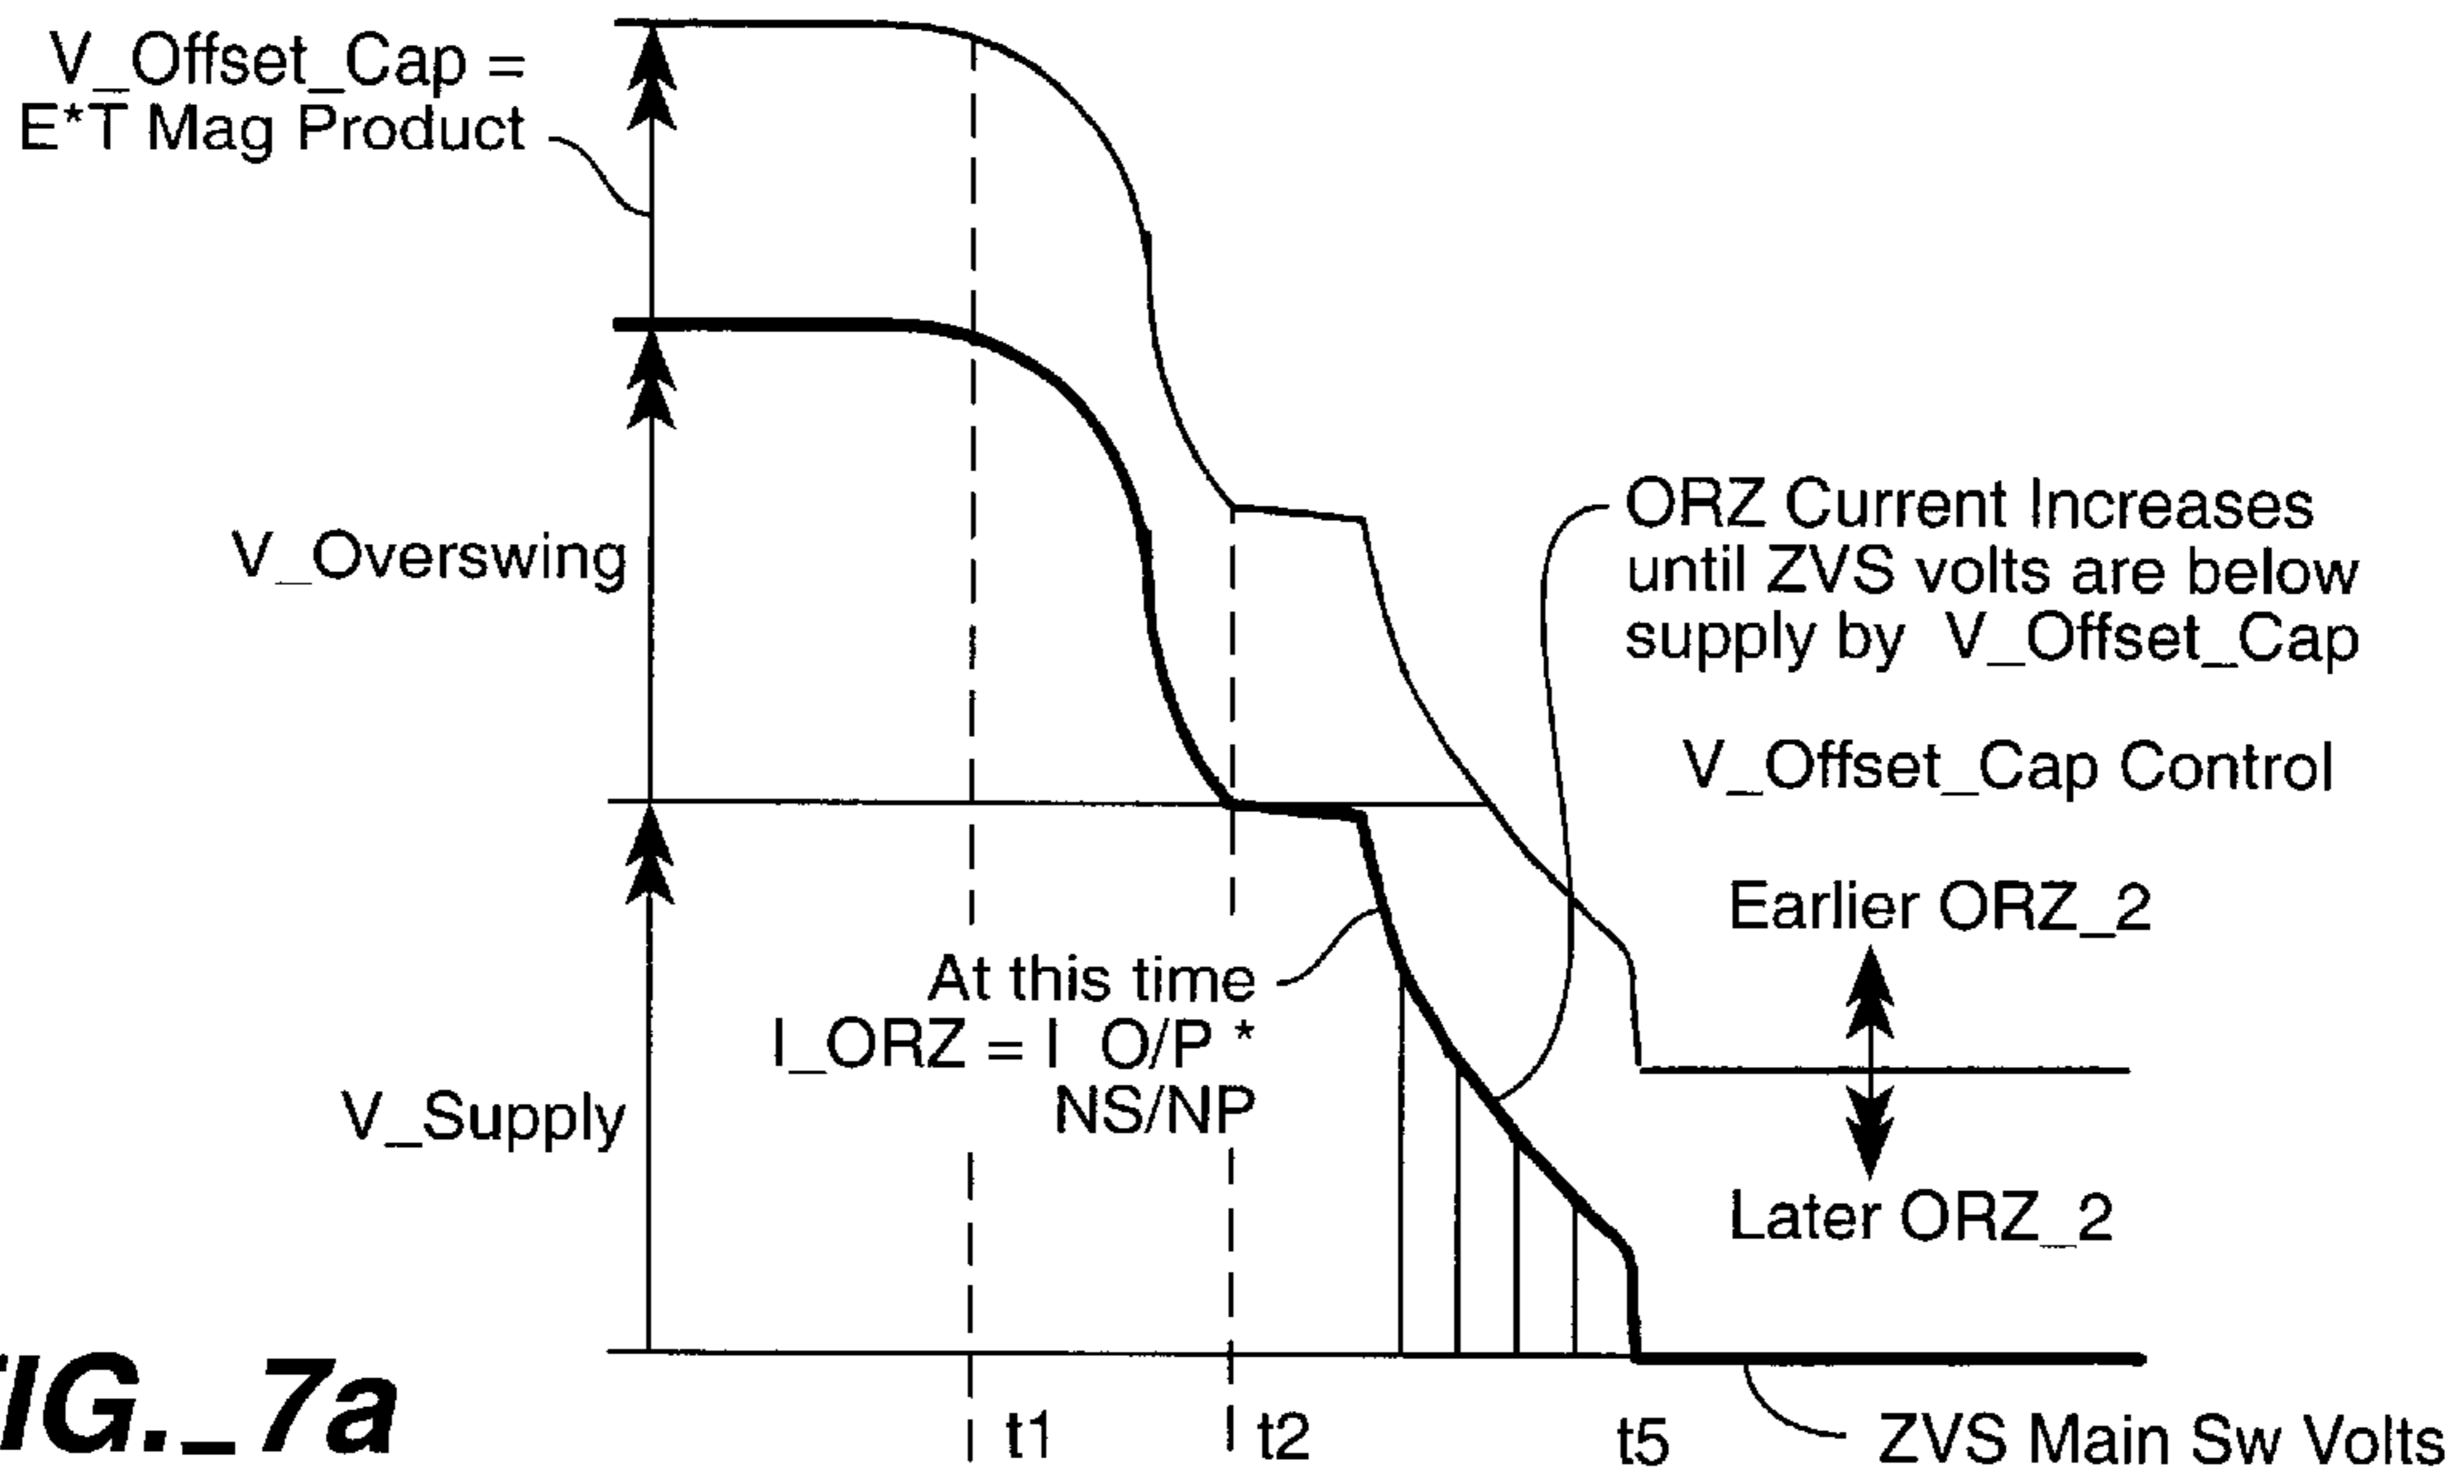 V_Offset_Cap =
E*T Mag Product
V_Overswing
ORZ Current Increases
until ZVS volts are below
supply by V_Offset_Cap
V_Offset_Cap Control
Earlier ORZ_2
At this time
I_ORZ = I O/P *
NS/NP
V_Supply
Later ORZ_2
t1
t2
t5
ZVS Main Sw Volts
IG._7a